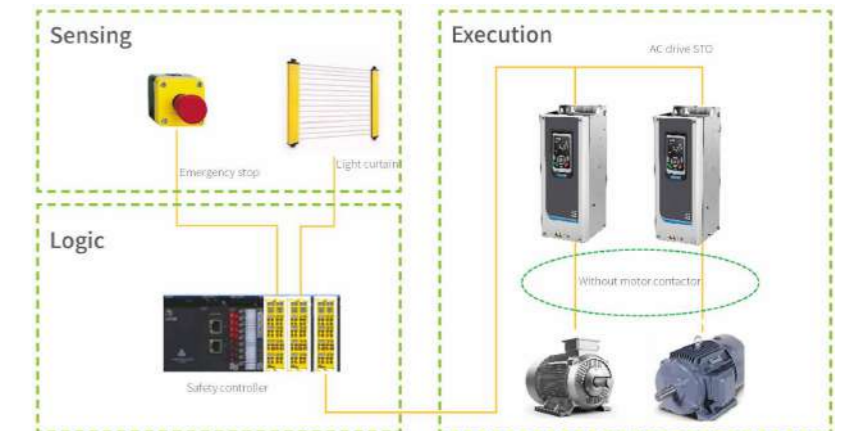 Sensing
Emergency stop
Light curtain
Logic
Safety controller
Execution
AC drive STO
Without motor contactor